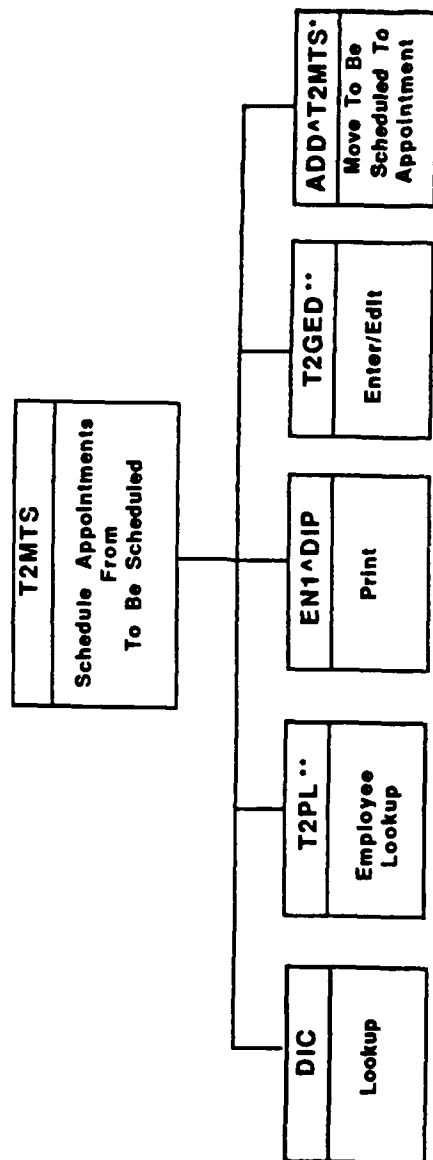 T2MTS
Schedule Appointments
From
To Be Scheduled
DIC
Lookup
T2PL**
Employee
Lookup
EN1^DIP
Print
T2GED**
Enter/Edit
ADD^T2MTS*
Move To Be
Scheduled To
Appointment